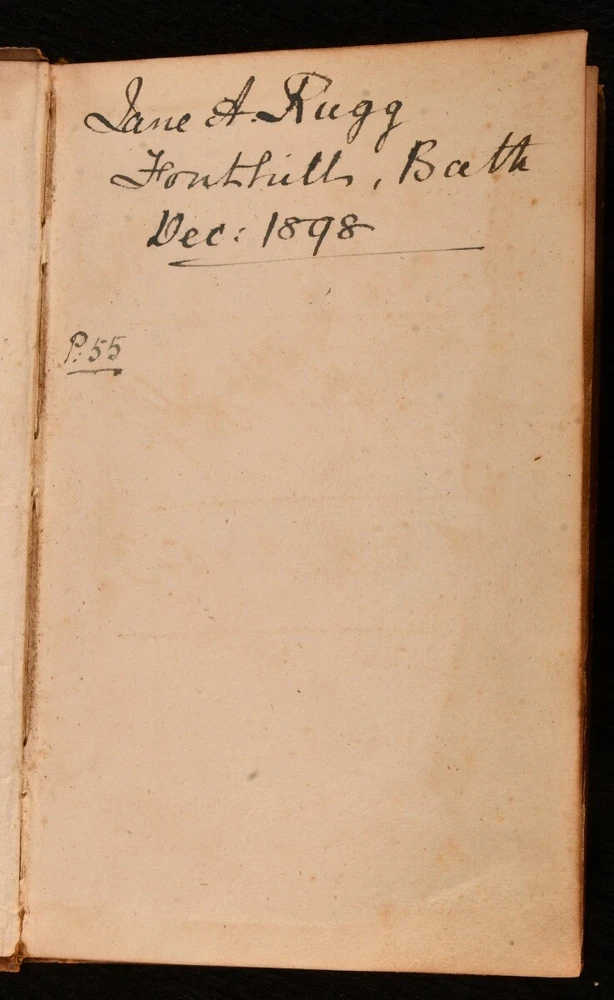 Jane A. Rugg
Fonthill, Bath
Dec: 1898
P. 55